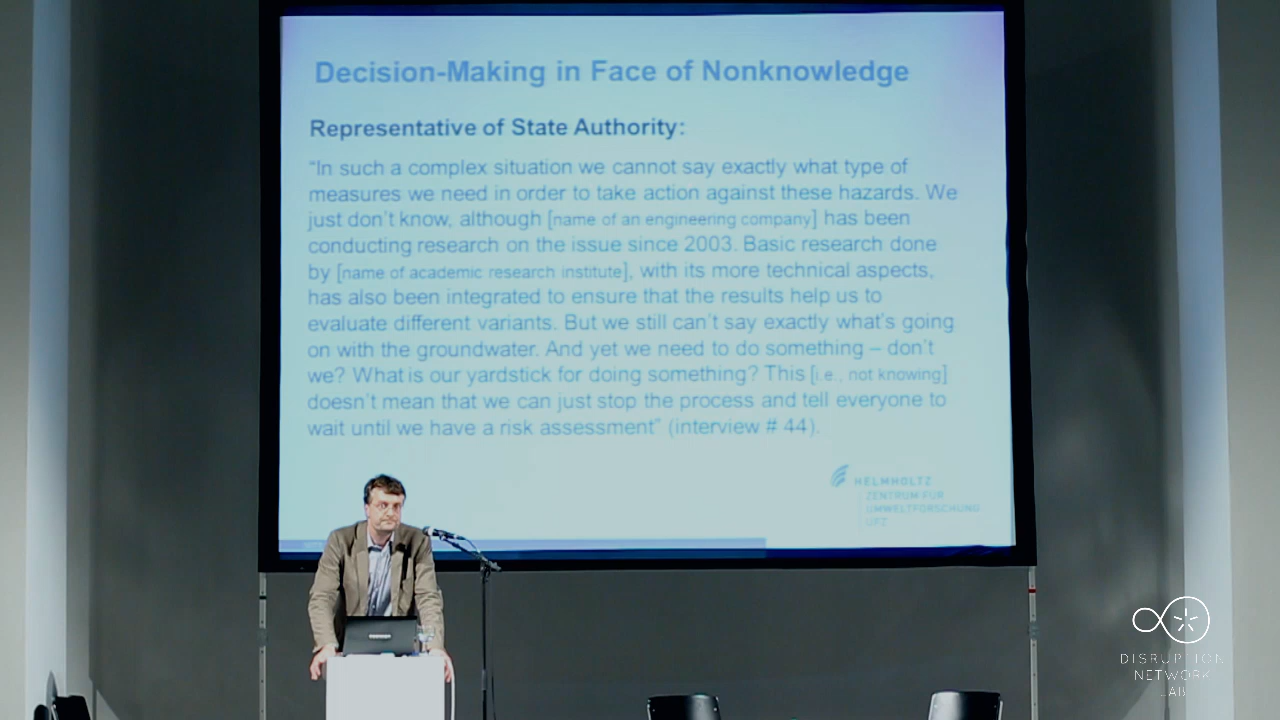 Decision-Making in Face of Nonknowledge
Representative of State Authority:
“In such a complex situation we cannot say exactly what type of
measures we need in order to take action against these hazards. We
just don’t know, although [name of an engineering company] has been
conducting research on the issue since 2003. Basic research done
by [name of academic research institute], with its more technical aspects,
has also been integrated to ensure that the results help us to
evaluate different variants. But we still can’t say exactly what’s going
on with the groundwater. And yet we need to do something – don’t
we? What is our yardstick for doing something? This [i.e., not knowing]
doesn’t mean that we can just stop the process and tell everyone to
wait until we have a risk assessment” (interview # 44).
HELMHOLTZ
ZENTRUM FÜR
UMWELTFORSCHUNG
UFZ
DISRUPTION
NETWORK
LAB